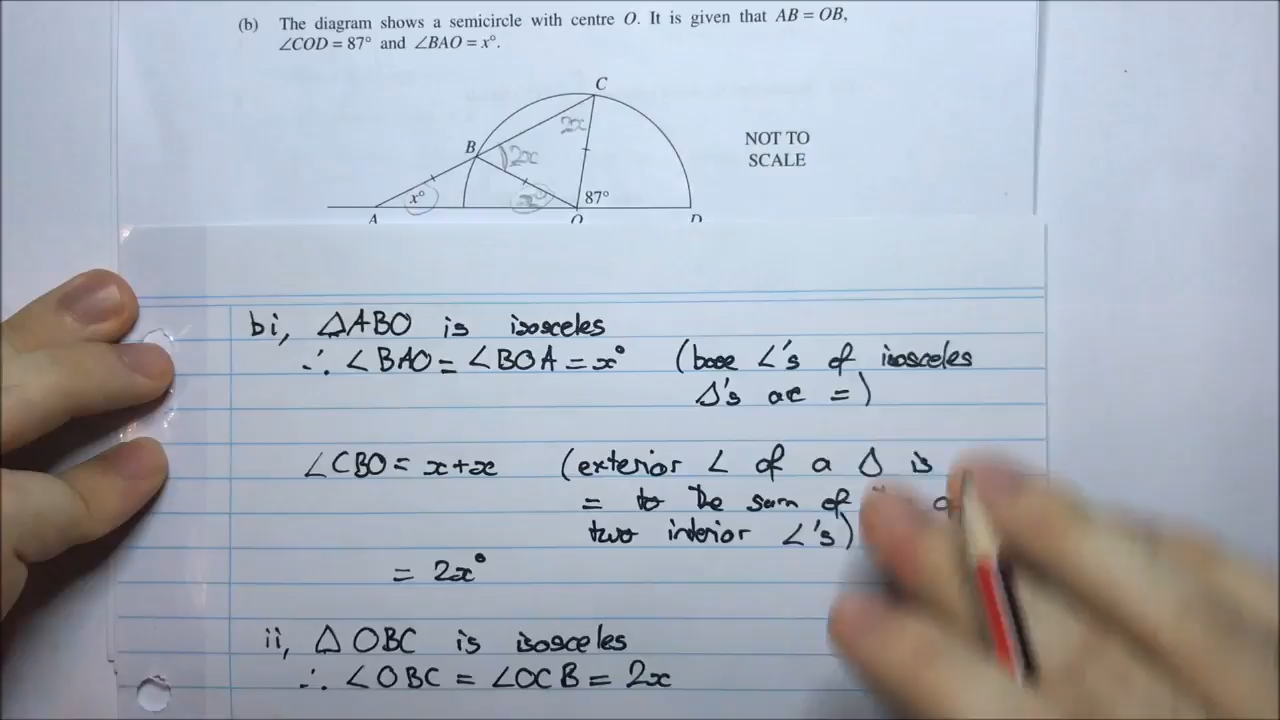 (b) The diagram shows a semicircle with centre O. It is given that AB = OB,
∠COD = 87° and ∠BAO = x°.
C
2x
B
2x
NOT TO
SCALE
x°
x°
87°
A O D
bi, △ABO is isosceles
∴ ∠BAO = ∠BOA = x° (base ∠'s of isosceles
△'s are =)
∠CBO = x+x (exterior ∠ of a △ is
= to the sum of
two interior ∠'s)
= 2x°
ii, △OBC is isosceles
∴ ∠OBC = ∠OCB = 2x